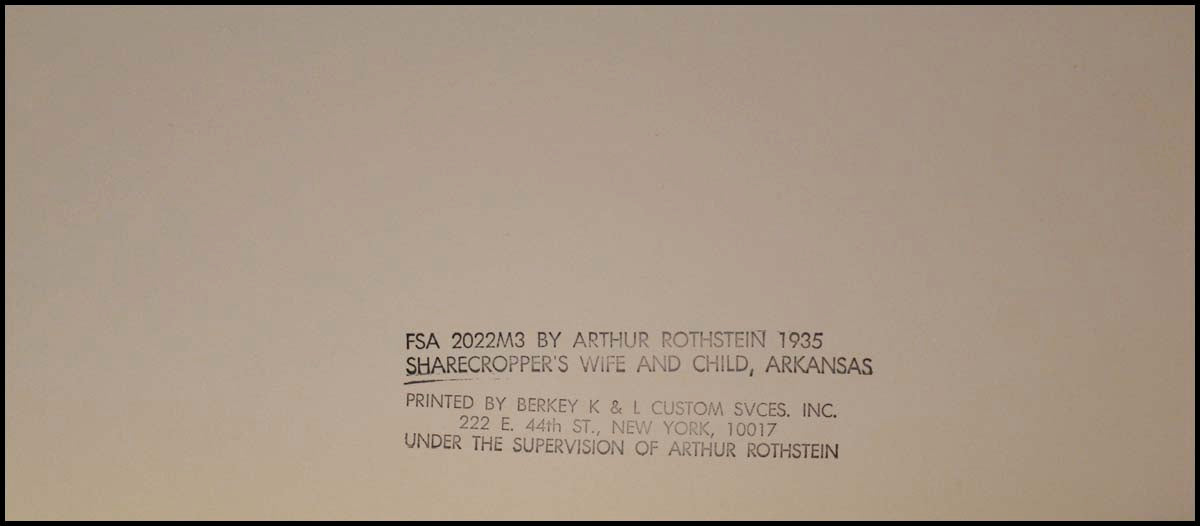 FSA 2022M3 BY ARTHUR ROTHSTEIN 1935
SHARECROPPER'S WIFE AND CHILD, ARKANSAS
PRINTED BY BERKEY K & L CUSTOM SVCES. INC.
222 E. 44th ST., NEW YORK, 10017
UNDER THE SUPERVISION OF ARTHUR ROTHSTEIN